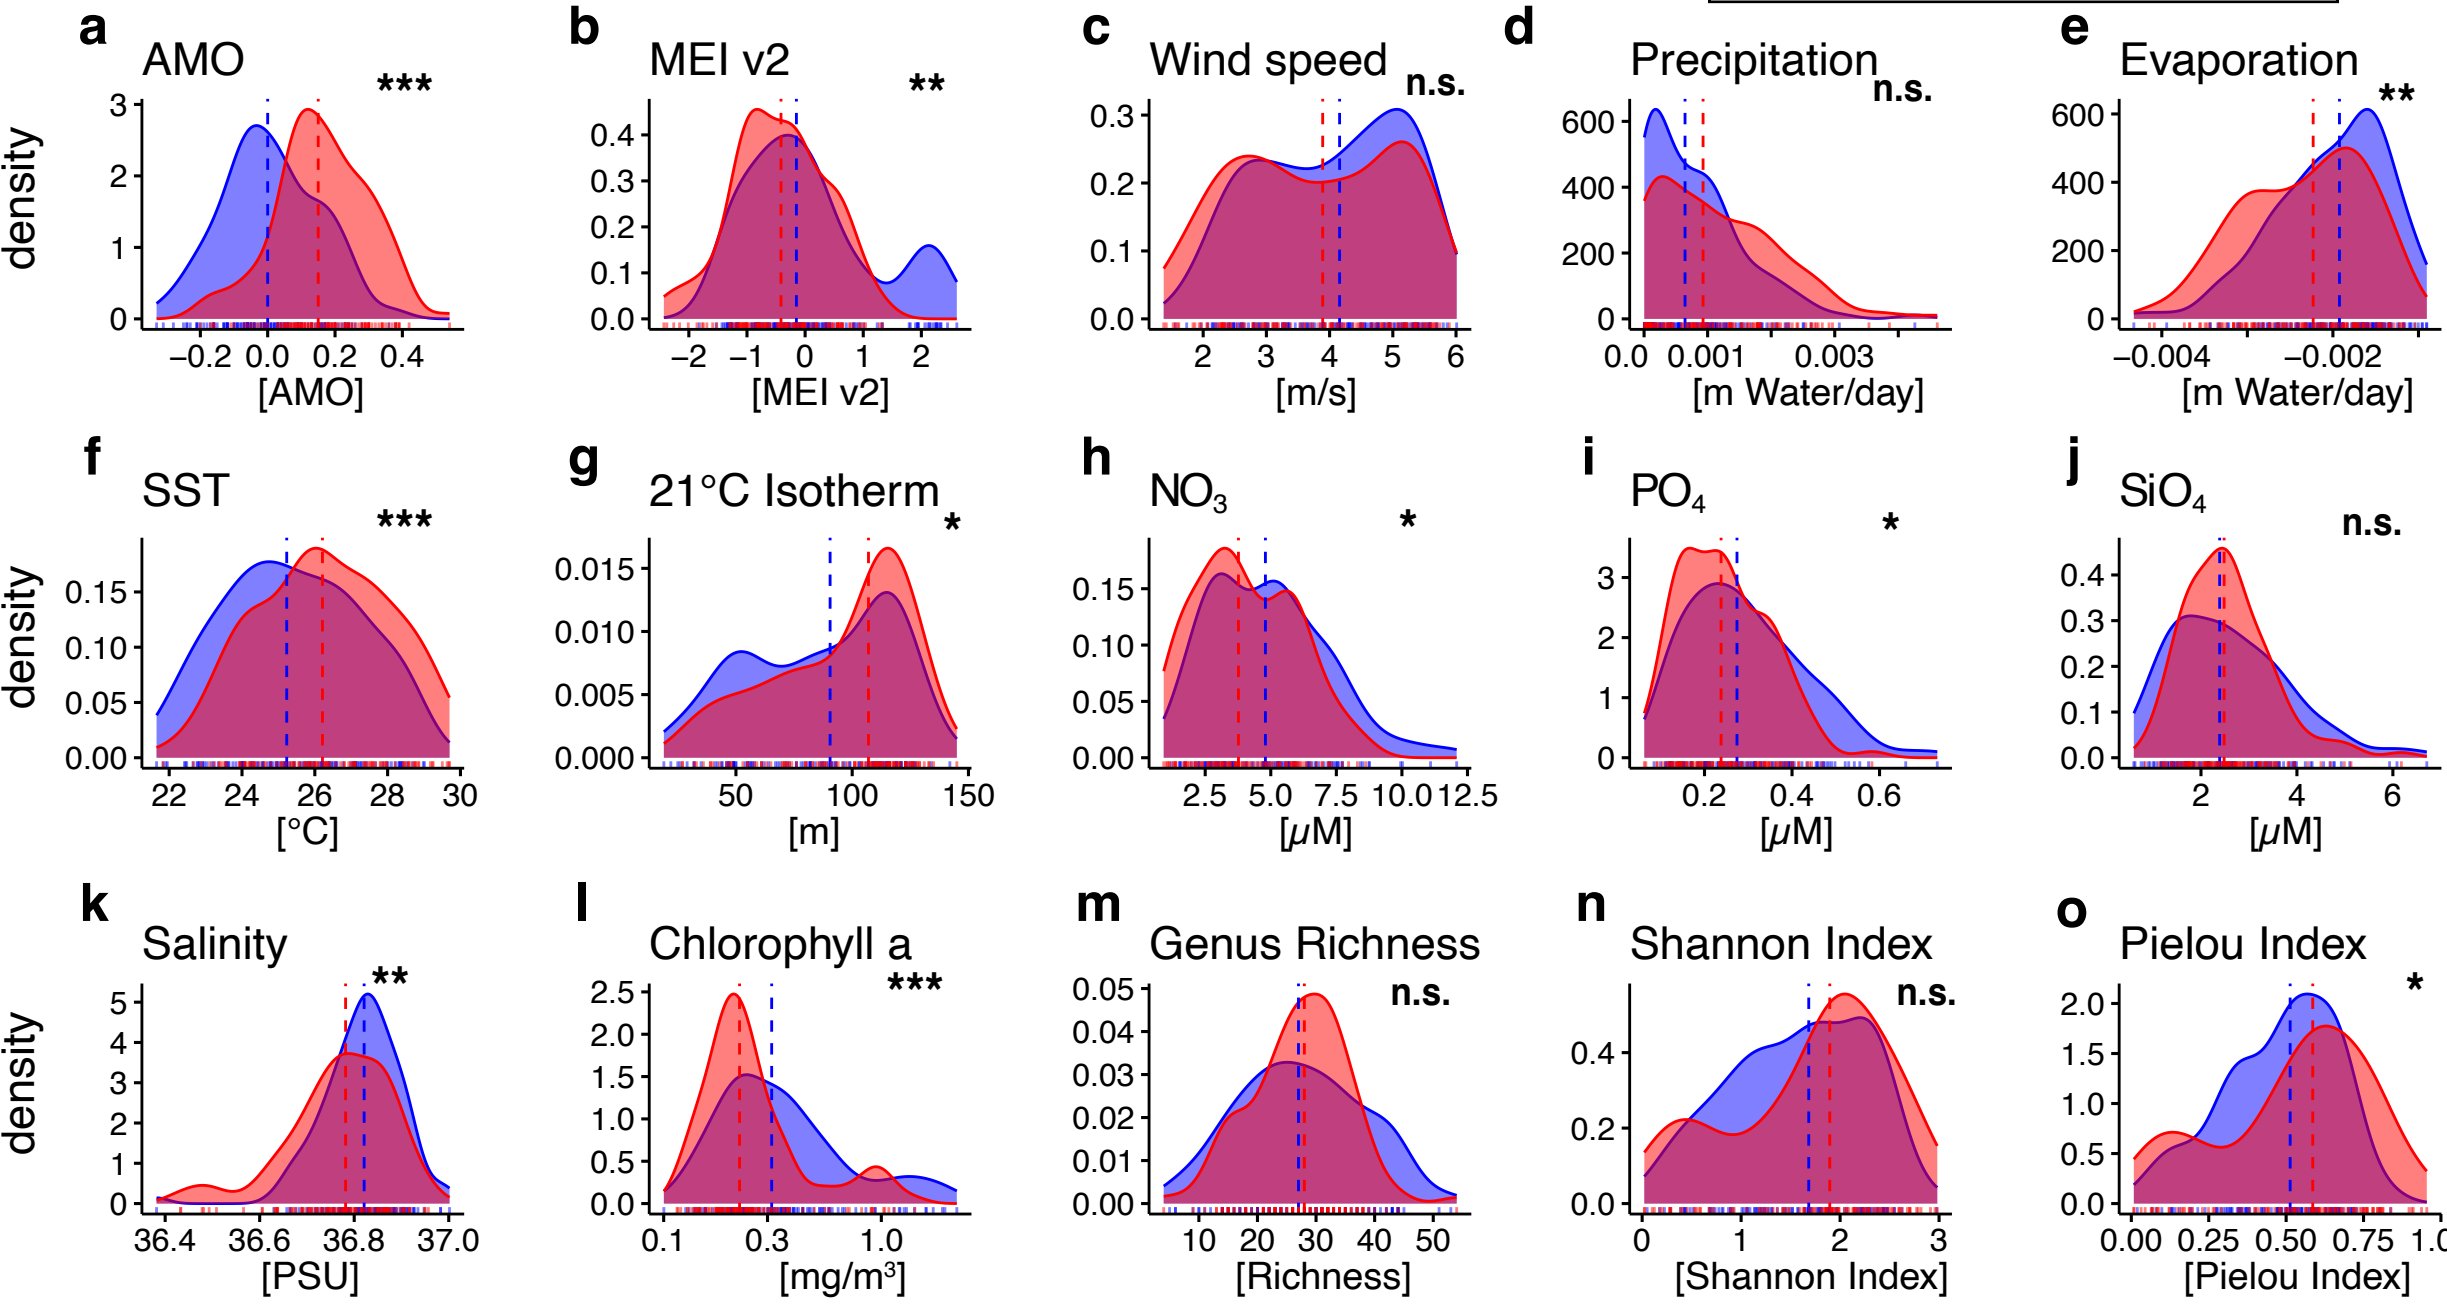 a b c d e
AMO MEI v2 Wind speed Precipitation Evaporation
*** ** n.s. n.s. **
density
3 2 1 0
0.4 0.3 0.2 0.1 0.0
0.3 0.2 0.1 0.0
600 400 200 0
600 400 200 0
−0.2 0.0 0.2 0.4
−2 −1 0 1 2
2 3 4 5 6
0.0 0.001 0.003
−0.004 −0.002
[AMO] [MEI v2] [m/s] [m Water/day] [m Water/day]
f g h i j
SST 21°C Isotherm NO₃ PO₄ SiO₄
*** * * * n.s.
density
0.15 0.10 0.05 0.00
0.015 0.010 0.005 0.000
0.15 0.10 0.05 0.00
3 2 1 0
0.4 0.3 0.2 0.1 0.0
22 24 26 28 30
50 100 150
2.5 5.0 7.5 10.0 12.5
0.2 0.4 0.6
2 4 6
[°C] [m] [µM] [µM] [µM]
k l m n o
Salinity Chlorophyll a Genus Richness Shannon Index Pielou Index
** *** n.s. n.s. *
density
5 4 3 2 1 0
2.5 2.0 1.5 1.0 0.5 0.0
0.05 0.04 0.03 0.02 0.01 0.00
0.4 0.2 0.0
2.0 1.5 1.0 0.5 0.0
36.4 36.6 36.8 37.0
0.1 0.3 1.0
10 20 30 40 50
0 1 2 3
0.00 0.25 0.50 0.75
[PSU] [mg/m³] [Richness] [Shannon Index] [Pielou Index]